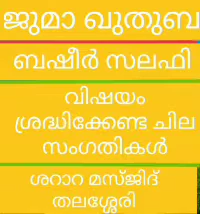 ജുമാ ഖുതുബ
ബഷീർ സലഫി
വിഷയം
ശ്രദ്ധിക്കേണ്ട ചില
സംഗതികൾ
ശറാറ മസ്ജിദ്
തലശ്ശേരി